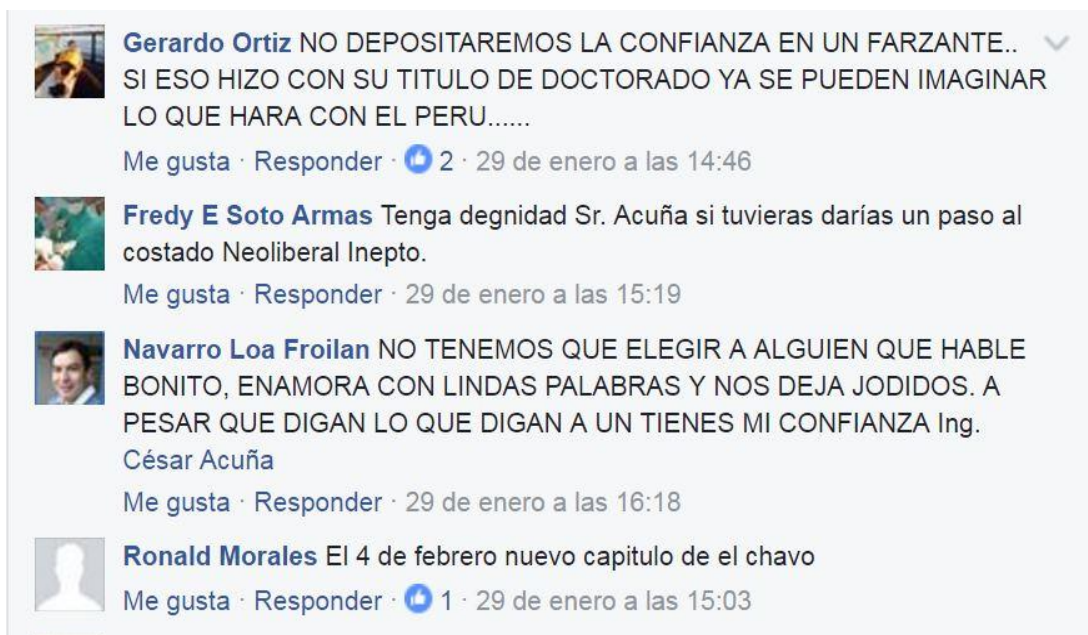 Gerardo Ortiz NO DEPOSITAREMOS LA CONFIANZA EN UN FARZANTE..
SI ESO HIZO CON SU TITULO DE DOCTORADO YA SE PUEDEN IMAGINAR
LO QUE HARA CON EL PERU......
Me gusta · Responder · 2 · 29 de enero a las 14:46
Fredy E Soto Armas Tenga degnidad Sr. Acuña si tuvieras darías un paso al
costado Neoliberal Inepto.
Me gusta · Responder · 29 de enero a las 15:19
Navarro Loa Froilan NO TENEMOS QUE ELEGIR A ALGUIEN QUE HABLE
BONITO, ENAMORA CON LINDAS PALABRAS Y NOS DEJA JODIDOS. A
PESAR QUE DIGAN LO QUE DIGAN A UN TIENES MI CONFIANZA Ing.
César Acuña
Me gusta · Responder · 29 de enero a las 16:18
Ronald Morales El 4 de febrero nuevo capitulo de el chavo
Me gusta · Responder · 1 · 29 de enero a las 15:03